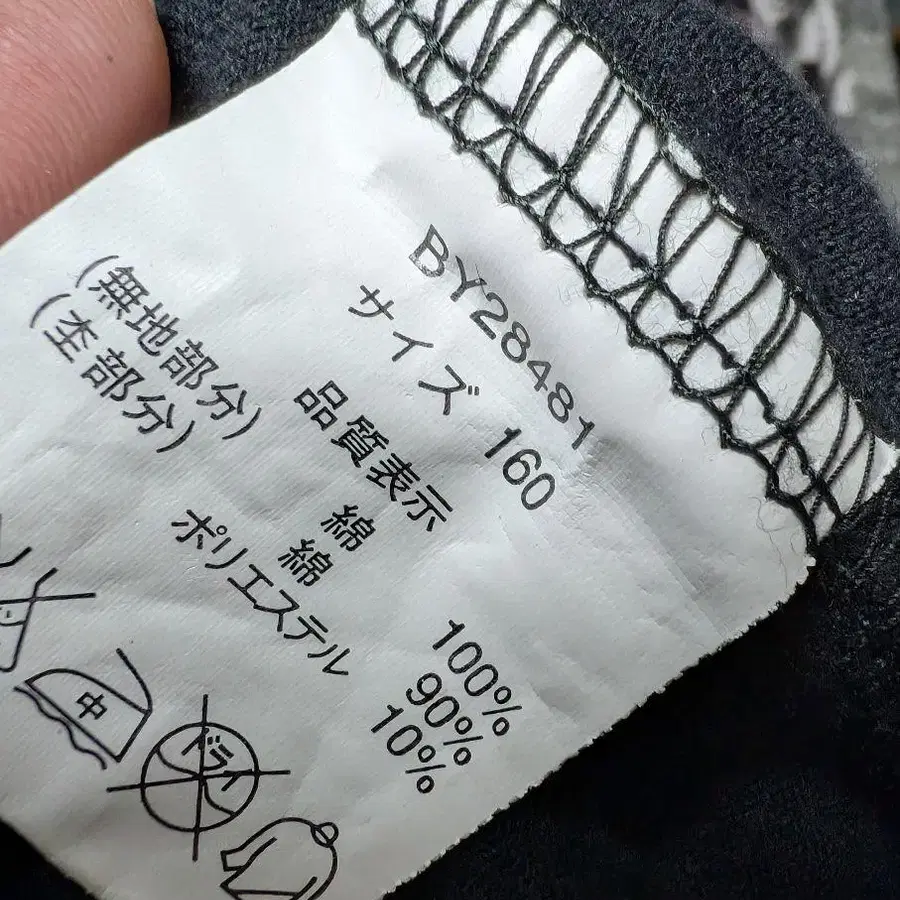 BY28481
サイズ 160
品質表示
(無地部分) 綿 100%
(杢部分) 綿 90%
ポリエステル 10%
中
ドライ